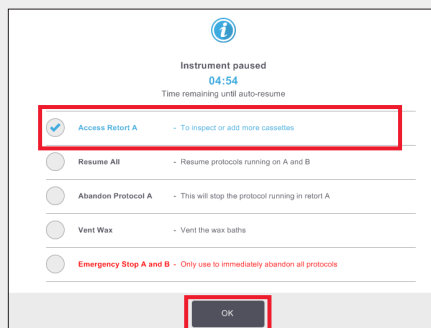 Instrument paused
04:54
Time remaining until auto-resume
Access Retort A - To inspect or add more cassettes
Resume All - Resume protocols running on A and B
Abandon Protocol A - This will stop the protocol running in retort A
Vent Wax - Vent the wax baths
Emergency Stop A and B - Only use to immediately abandon all protocols
OK